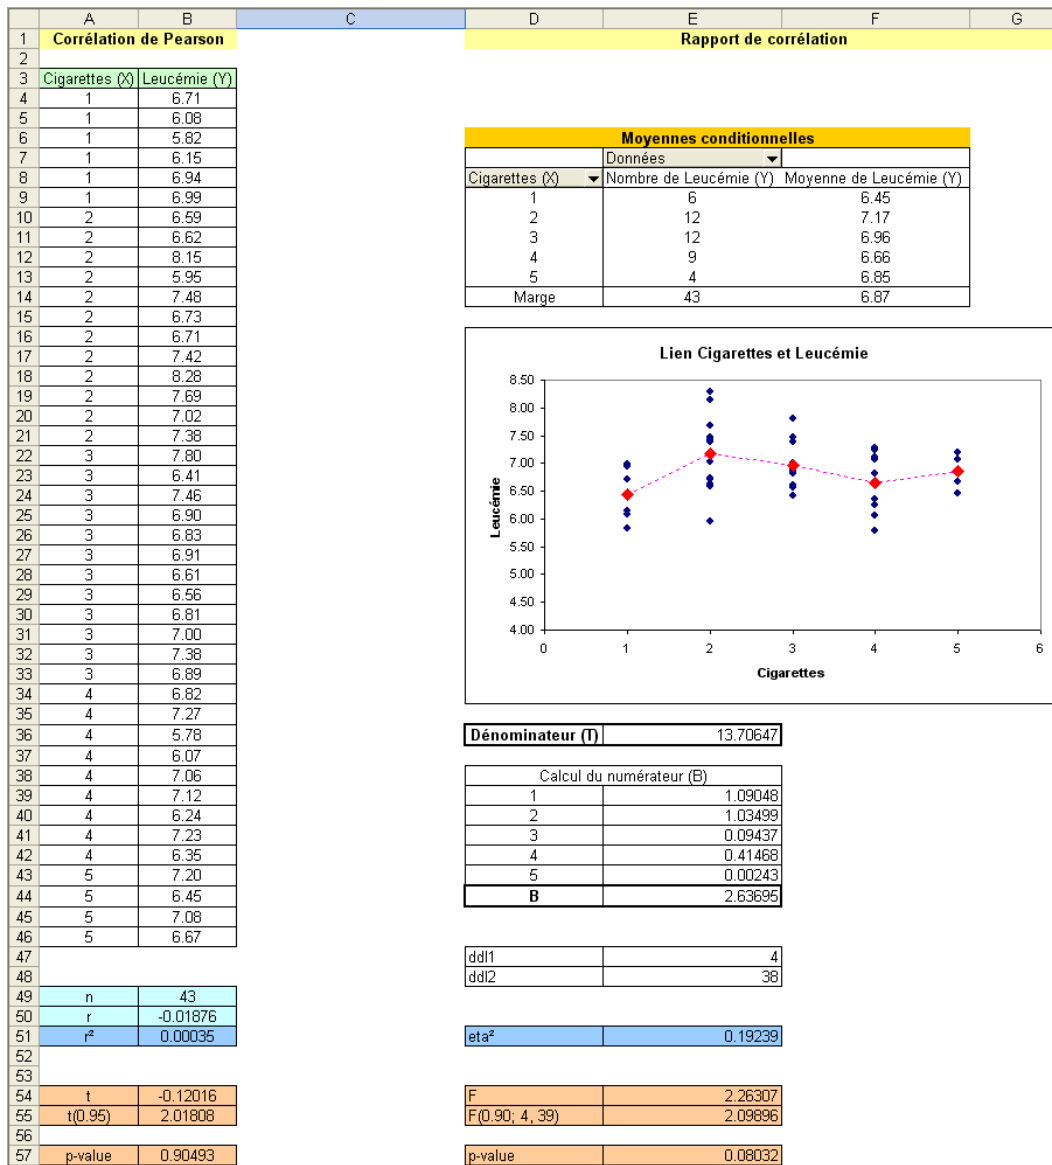 A B C D E F G
1 Corrélation de Pearson Rapport de corrélation
2
3 Cigarettes (X) Leucémie (Y)
4 1 6.71
5 1 6.08
6 1 5.82 Moyennes conditionnelles
7 1 6.15 Données
8 1 6.94 Cigarettes (X) Nombre de Leucémie (Y) Moyenne de Leucémie (Y)
9 1 6.99 1 6 6.45
10 2 6.59 2 12 7.17
11 2 6.62 3 12 6.96
12 2 8.15 4 9 6.66
13 2 5.95 5 4 6.85
14 2 7.48 Marge 43 6.87
15 2 6.73
16 2 6.71
17 2 7.42
18 2 8.28
19 2 7.69
20 2 7.02
21 2 7.38
22 3 7.80
23 3 6.41
24 3 7.46
25 3 6.90
26 3 6.83
27 3 6.91
28 3 6.61
29 3 6.56
30 3 6.81
31 3 7.00
32 3 7.38
33 3 6.89
34 4 6.82
35 4 7.27
36 4 5.78 Dénominateur (T) 13.70647
37 4 6.07
38 4 7.06 Calcul du numérateur (B)
39 4 7.12 1 1.09048
40 4 6.24 2 1.03499
41 4 7.23 3 0.09437
42 4 6.35 4 0.41468
43 5 7.20 5 0.00243
44 5 6.45 B 2.63695
45 5 7.08
46 5 6.67
47 ddl1 4
48 ddl2 38
49 n 43
50 r -0.01876
51 r² 0.00035 eta² 0.19239
52
53
54 t -0.12016 F 2.26307
55 t(0.95) 2.01808 F(0.90; 4, 39) 2.09896
56
57 p-value 0.90493 p-value 0.08032
Lien Cigarettes et Leucémie
8.50
8.00
7.50
7.00
6.50
6.00
5.50
5.00
4.50
4.00
Leucémie
0 1 2 3 4 5 6
Cigarettes